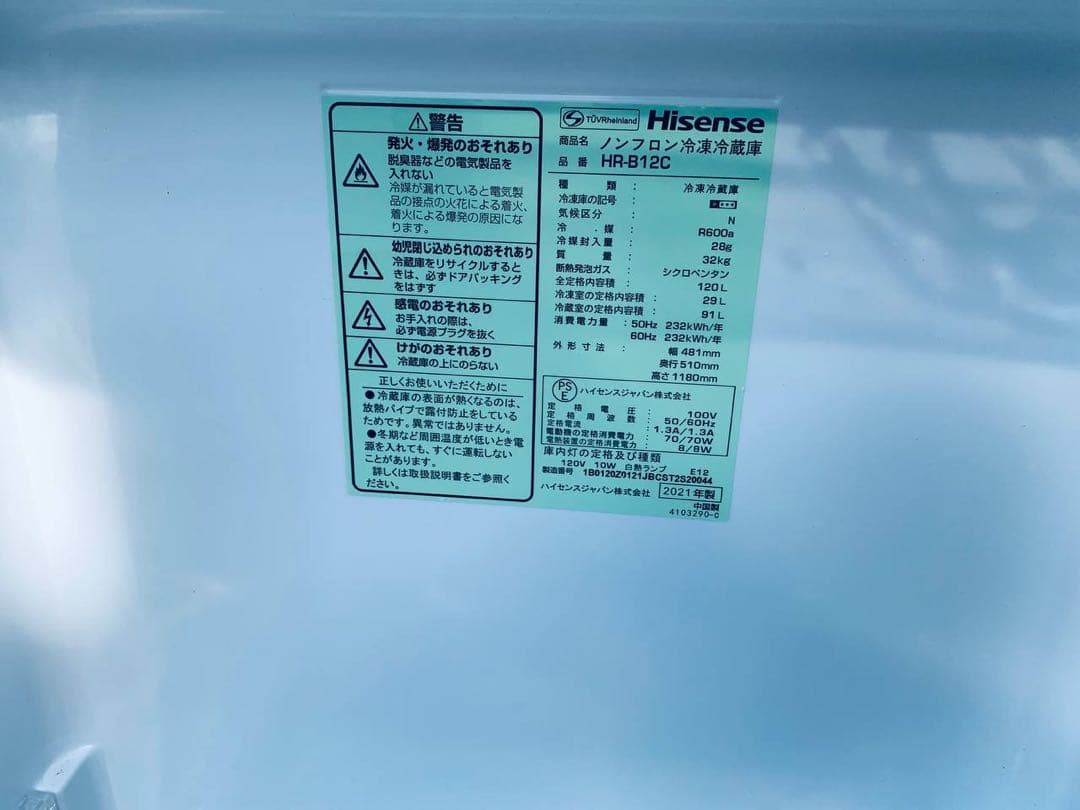 警告
発火・爆発のおそれあり
脱臭器などの電気製品を
入れない
冷媒が漏れていると電気製
品の接点の火花による着火、
着火による爆発の原因にな
ります。
幼児閉じ込められのおそれあり
冷蔵庫をリサイクルすると
きは、必ずドアパッキング
をはずす
感電のおそれあり
お手入れの際は、
必ず電源プラグを抜く
けがのおそれあり
冷蔵庫の上にのらない
正しくお使いいただくために
●冷蔵庫の表面が熱くなるのは、
放熱パイプで露付防止をしている
ためです。異常ではありません。
●冬期など周囲温度が低いとき電
源を入れても、すぐに運転しない
ことがあります。
詳しくは取扱説明書をご参照く
ださい。
TÜVRheinland Hisense
商品名 ノンフロン冷凍冷蔵庫
品番 HR-B12C
種類 : 冷凍冷蔵庫
冷凍庫の記号 :
気候区分 : N
冷.媒 : R600a
冷媒封入量 : 28g
質量 : 32kg
断熱発泡ガス : シクロペンタン
全定格内容積 : 120L
冷凍室の定格内容積 : 29L
冷蔵室の定格内容積 : 91L
消費電力量 : 50Hz 232kWh/年
60Hz 232kWh/年
外形寸法 : 幅 481mm
奥行510mm
高さ1180mm
PSE ハイセンスジャパン株式会社
定格電圧 : 100V
定格周波数 : 50/60Hz
定格電流 : 1.3A/1.3A
電動機の定格消費電力 : 70/70W
電熱装置の定格消費電力 : 8/8W
庫内灯の定格及び種類
120V 10W 白熱ランプ E12
製造番号 1B0120Z0121JBCST2S20044
ハイセンスジャパン株式会社 2021年製
中国製
4103290-C